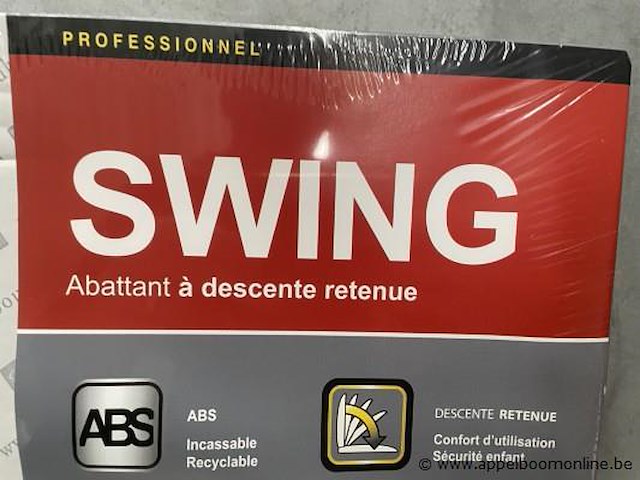 PROFESSIONNEL
SWING
Abattant à descente retenue
ABS
ABS
Incassable
Recyclable
DESCENTE RETENUE
Confort d'utilisation
Sécurité enfant
© www.appelboomonline.be